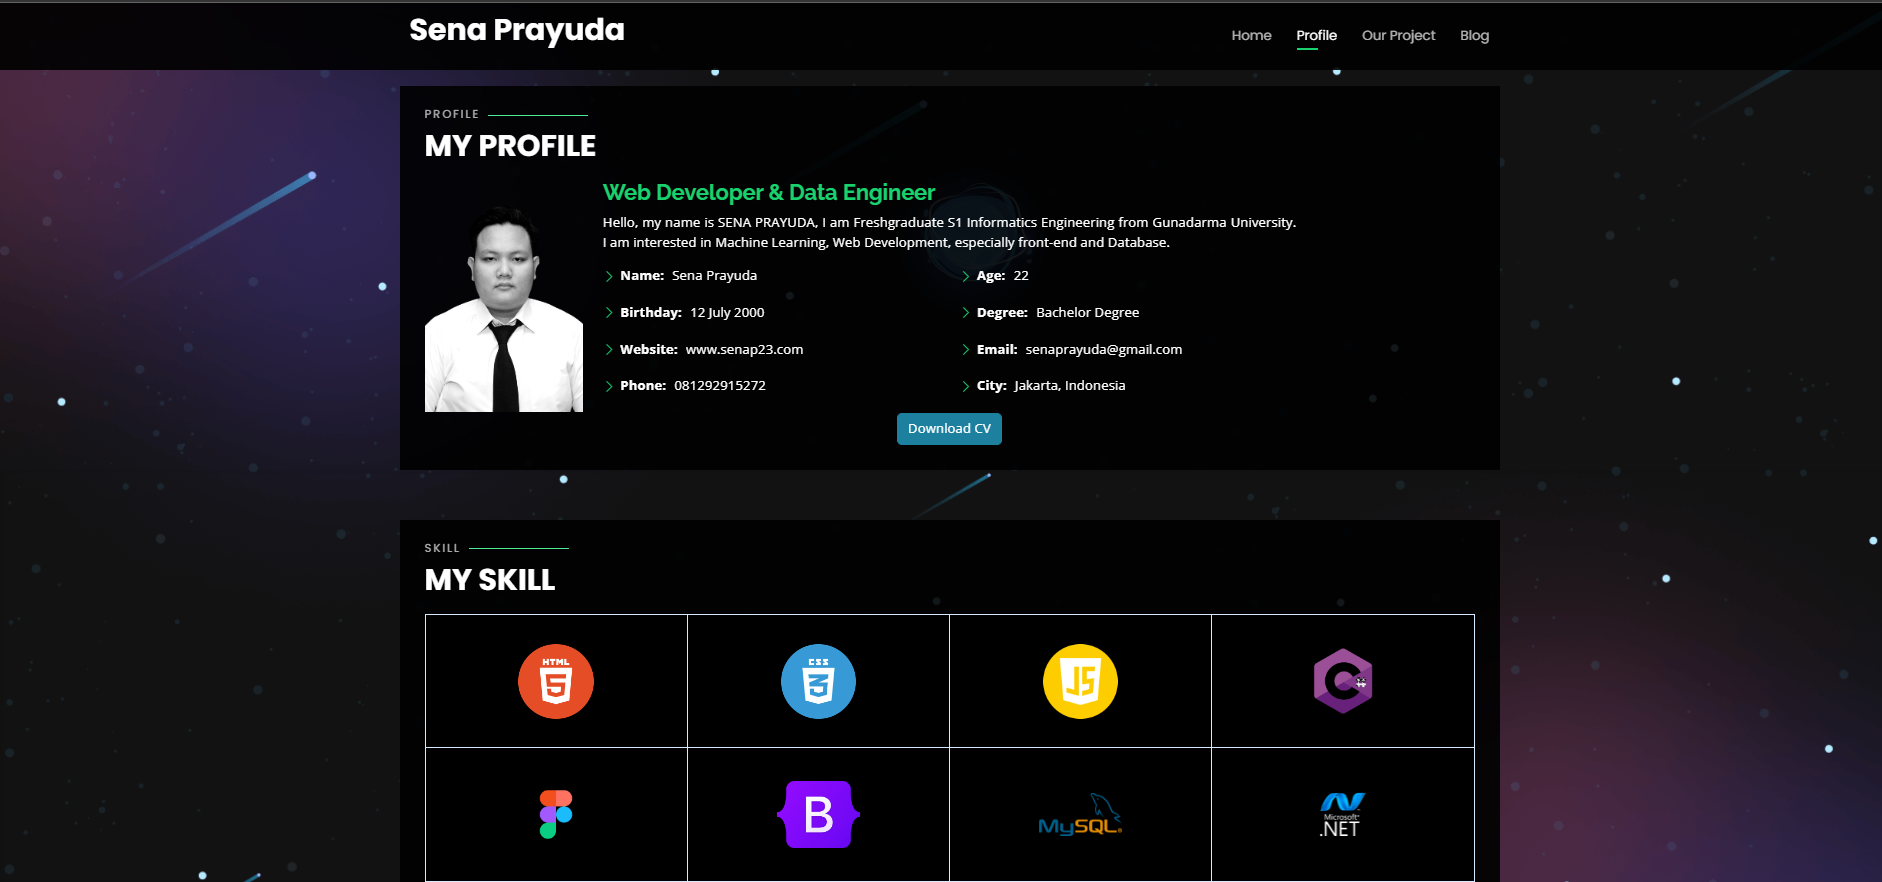 Sena Prayuda
Home Profile Our Project Blog
PROFILE
MY PROFILE
Web Developer & Data Engineer
Hello, my name is SENA PRAYUDA, I am Freshgraduate S1 Informatics Engineering from Gunadarma University.
I am interested in Machine Learning, Web Development, especially front-end and Database.
Name: Sena Prayuda Age: 22
Birthday: 12 July 2000 Degree: Bachelor Degree
Website: www.senap23.com Email: senaprayuda@gmail.com
Phone: 081292915272 City: Jakarta, Indonesia
Download CV
SKILL
MY SKILL
HTML CSS
5 3 JS C#
B MySQL® Microsoft®
.NET